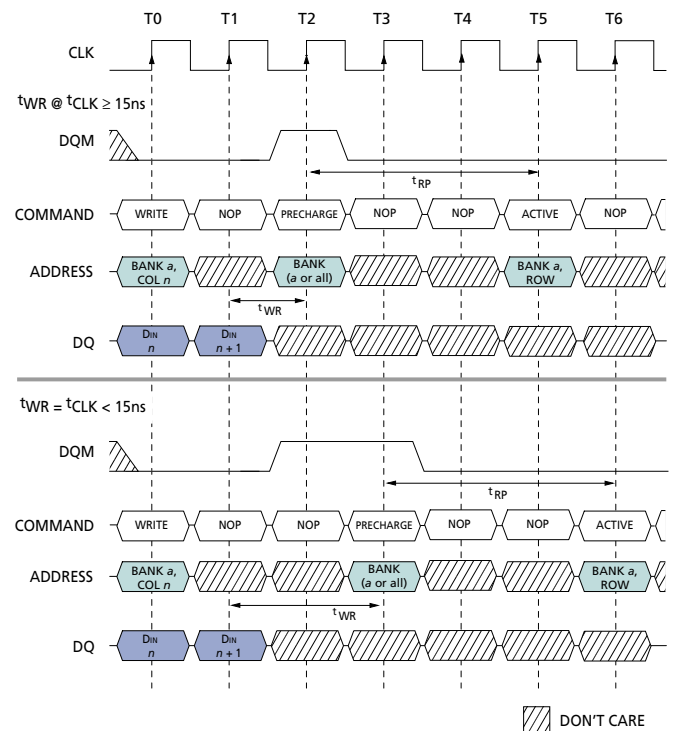 T0 T1 T2 T3 T4 T5 T6
CLK
tWR @ tCLK ≥ 15ns
DQM
tRP
COMMAND WRITE NOP PRECHARGE NOP NOP ACTIVE NOP
ADDRESS BANK a, COL n BANK (a or all) BANK a, ROW
tWR
DQ DIN n DIN n + 1
tWR = tCLK < 15ns
DQM
tRP
COMMAND WRITE NOP NOP PRECHARGE NOP NOP ACTIVE
ADDRESS BANK a, COL n BANK (a or all) BANK a, ROW
tWR
DQ DIN n DIN n + 1
DON'T CARE